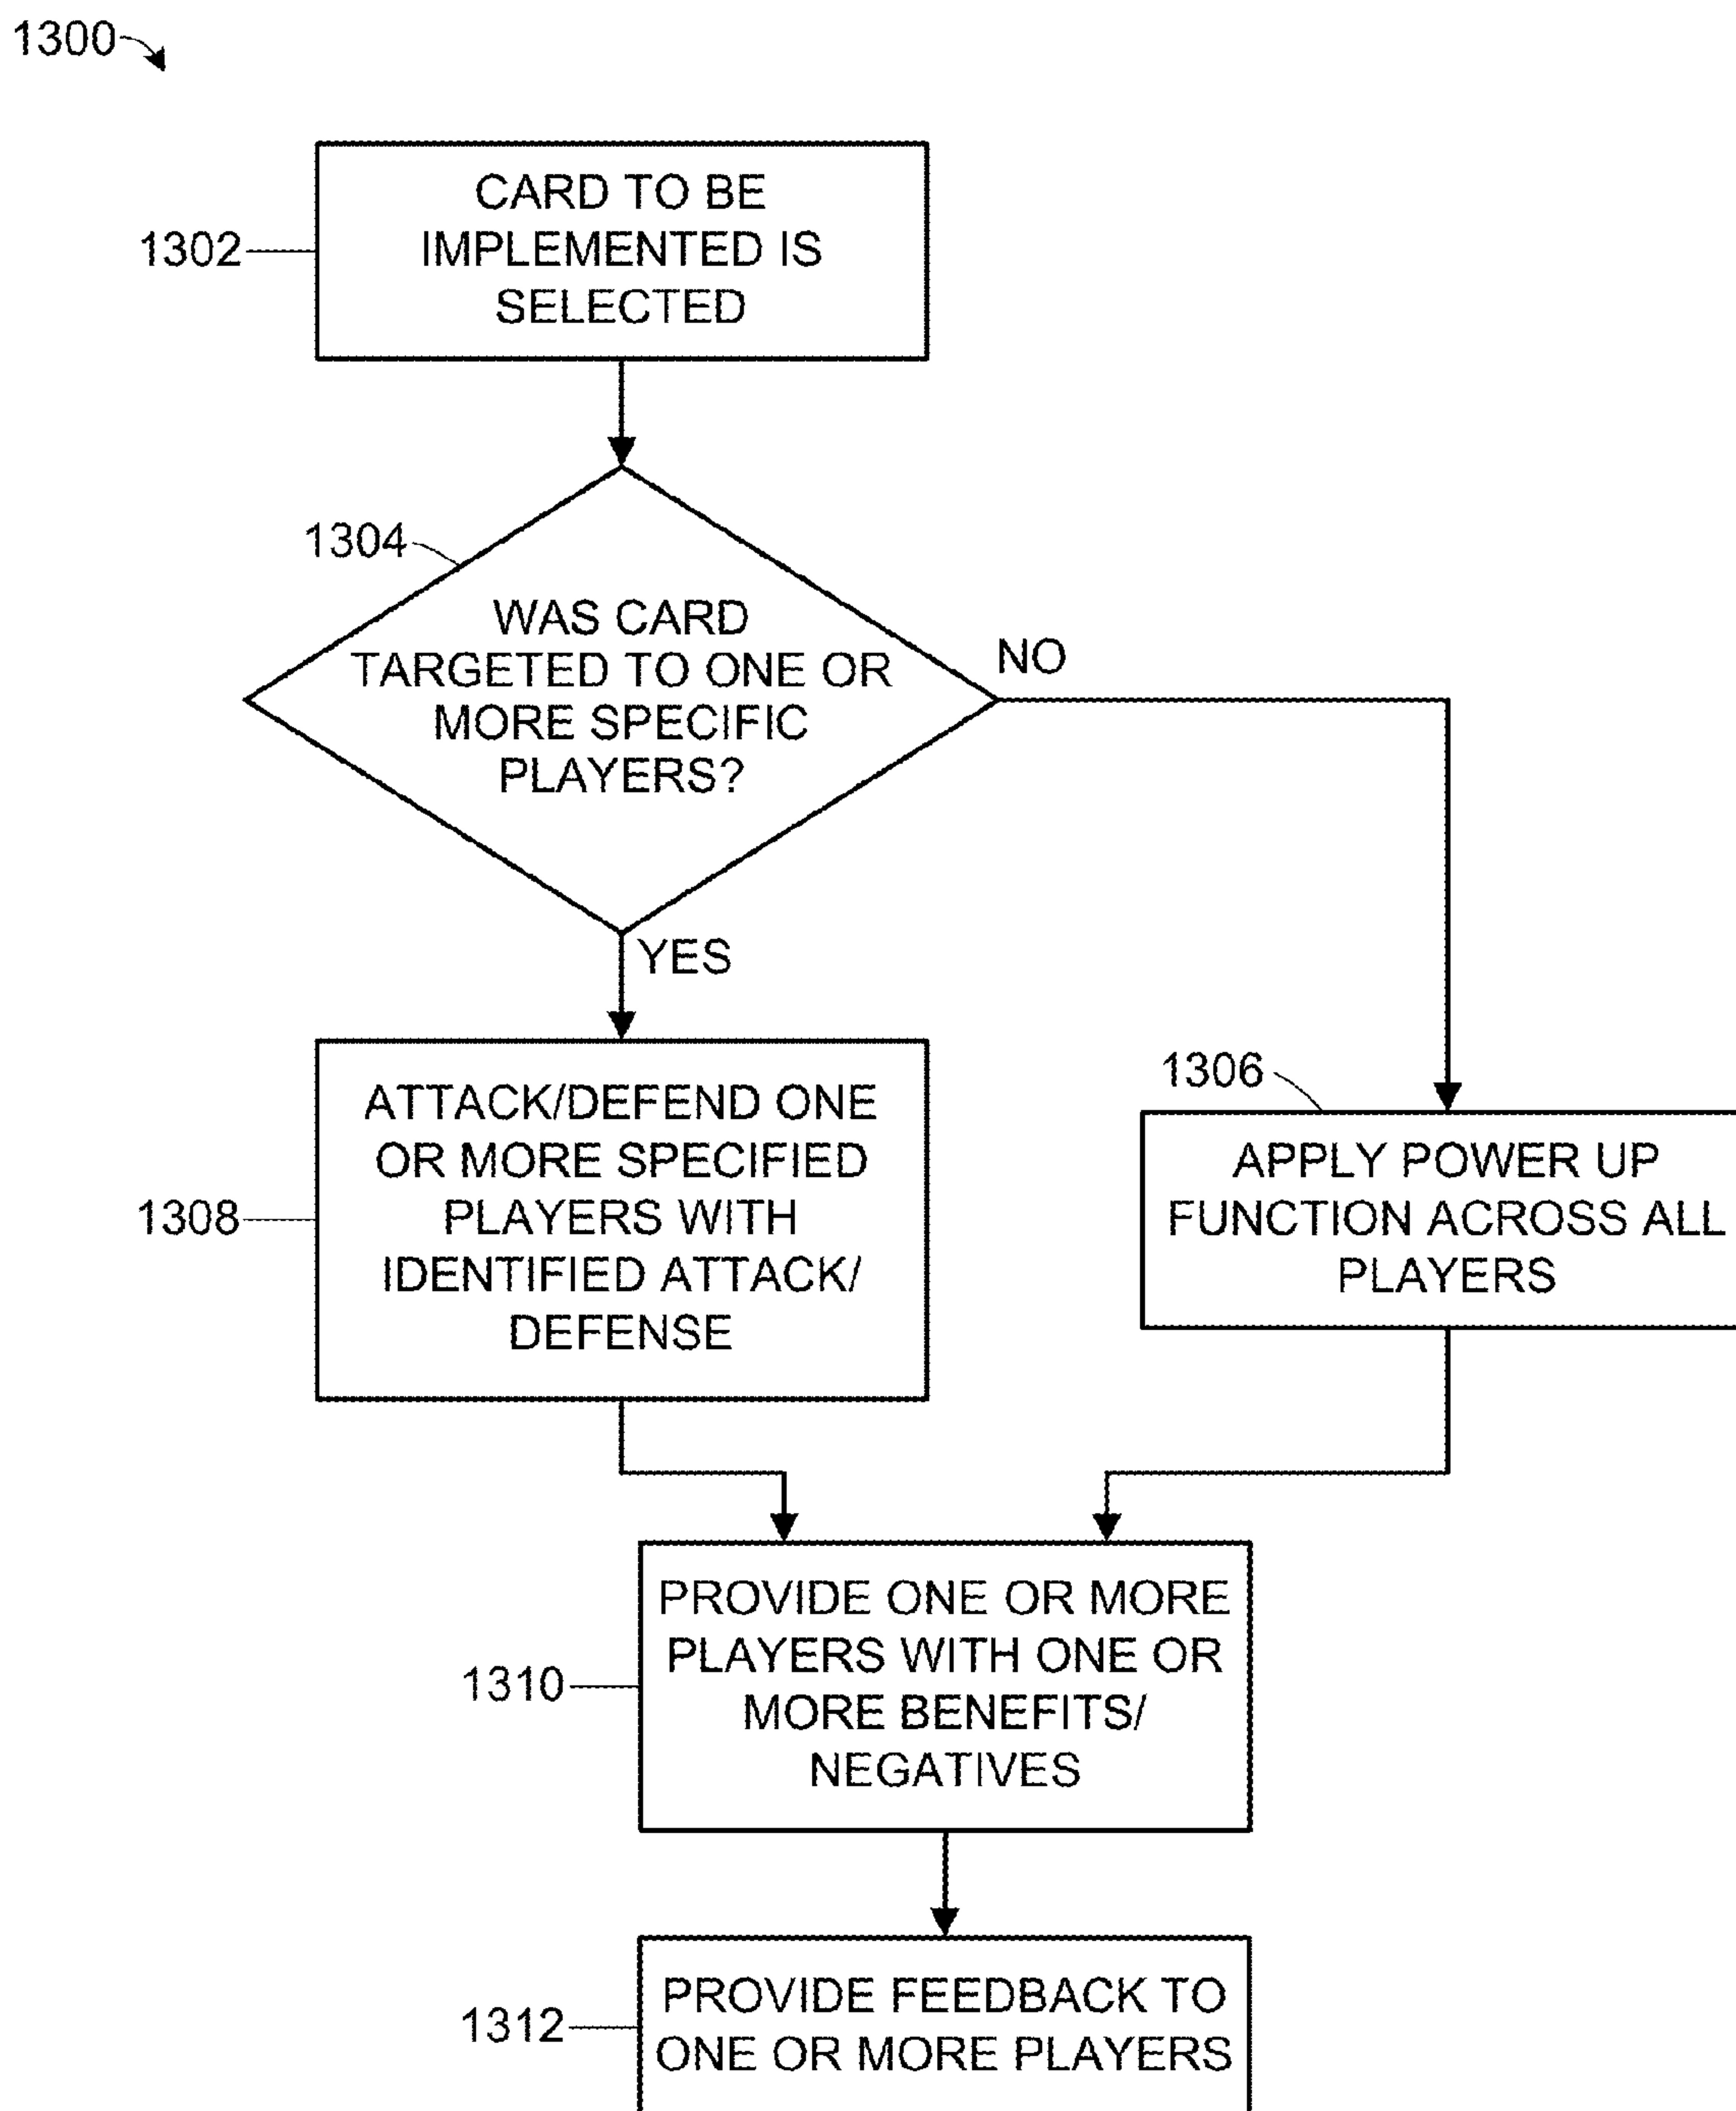 1300
CARD TO BE
IMPLEMENTED IS
SELECTED
1302
1304
WAS CARD
TARGETED TO ONE OR
MORE SPECIFIC
PLAYERS?
NO
YES
ATTACK/DEFEND ONE
OR MORE SPECIFIED
PLAYERS WITH
IDENTIFIED ATTACK/
DEFENSE
1308
1306
APPLY POWER UP
FUNCTION ACROSS ALL
PLAYERS
PROVIDE ONE OR MORE
PLAYERS WITH ONE OR
MORE BENEFITS/
NEGATIVES
1310
PROVIDE FEEDBACK TO
ONE OR MORE PLAYERS
1312